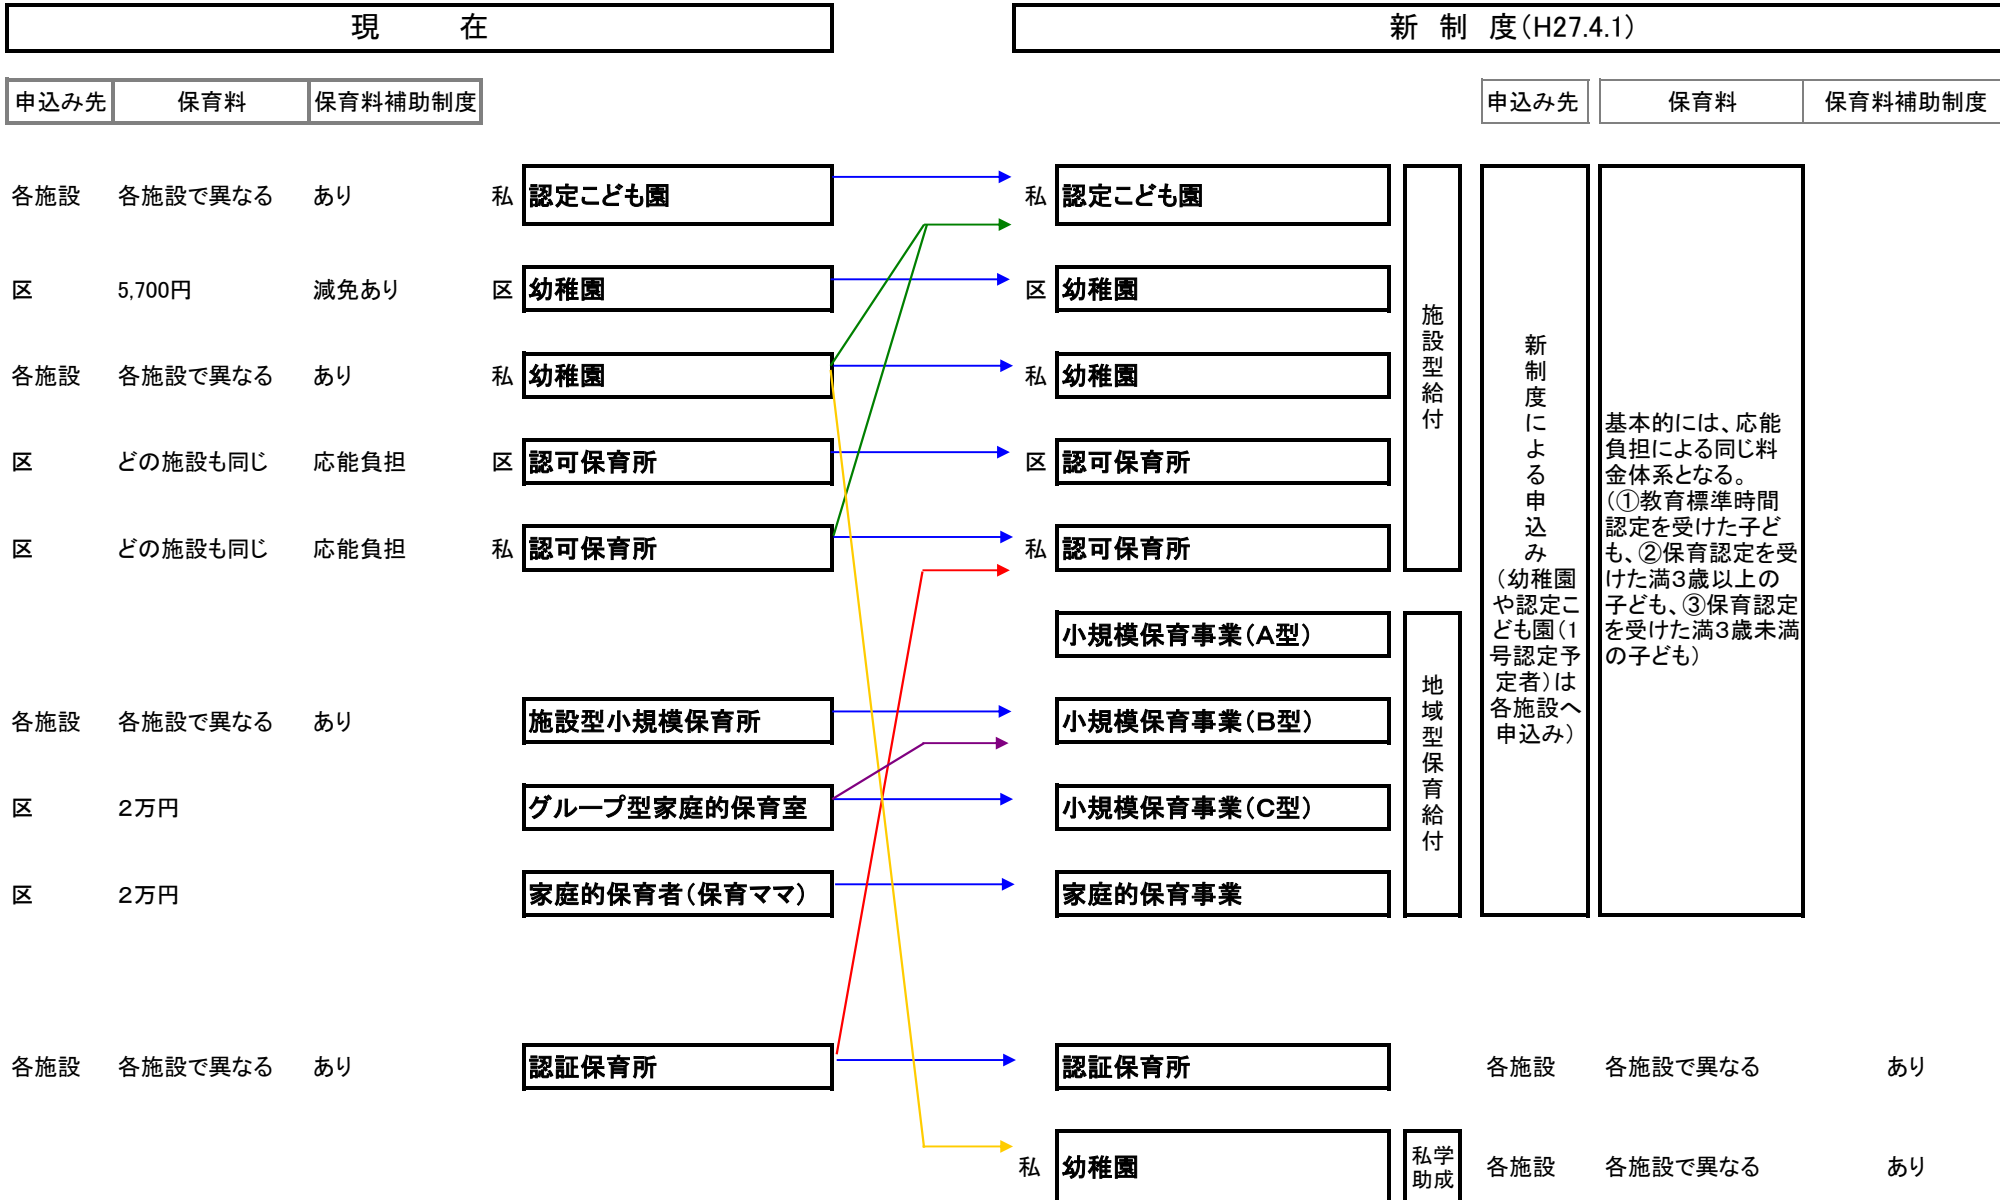 現　在
新 制 度(H27.4.1)
申込み先 保育料 保育料補助制度
申込み先 保育料 保育料補助制度
各施設 各施設で異なる あり 私 認定こども園
私 認定こども園
区 5,700円 減免あり 区 幼稚園
区 幼稚園
各施設 各施設で異なる あり 私 幼稚園
私 幼稚園
区 どの施設も同じ 応能負担 区 認可保育所
区 認可保育所
区 どの施設も同じ 応能負担 私 認可保育所
私 認可保育所
小規模保育事業(A型)
各施設 各施設で異なる あり 施設型小規模保育所
小規模保育事業(B型)
区 2万円 グループ型家庭的保育室
小規模保育事業(C型)
区 2万円 家庭的保育者(保育ママ)
家庭的保育事業
施設型給付
地域型保育給付
新制度による申込み
(幼稚園
や認定こ
ども園(1
号認定予
定者)は
各施設へ
申込み)
基本的には、応能
負担による同じ料
金体系となる。
(①教育標準時間
認定を受けた子ど
も、②保育認定を受
けた満3歳以上の
子ども、③保育認定
を受けた満3歳未満
の子ども)
各施設 各施設で異なる あり 認証保育所
認証保育所 各施設 各施設で異なる あり
私 幼稚園
私学
助成
各施設 各施設で異なる あり